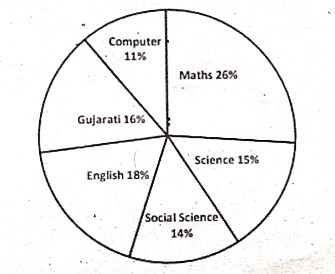 Computer
11%
Maths 26%
Gujarati 16%
Science 15%
English 18%
Social Science
14%